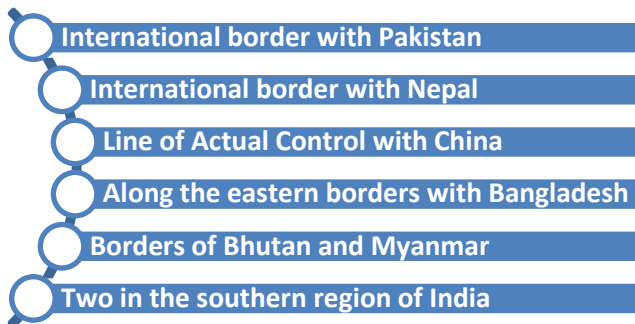 International border with Pakistan
International border with Nepal
Line of Actual Control with China
Along the eastern borders with Bangladesh
Borders of Bhutan and Myanmar
Two in the southern region of India